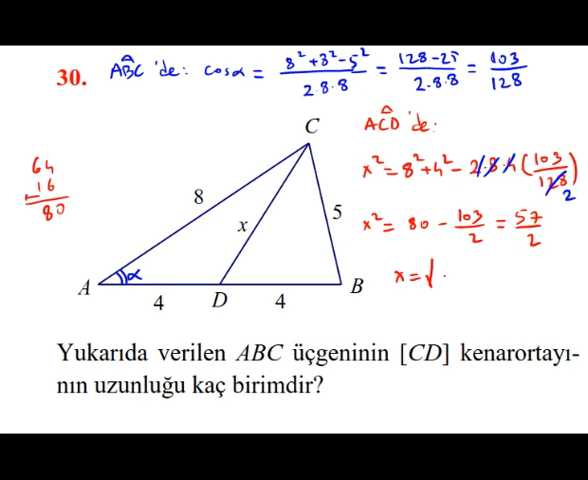 30. ABC 'de: cosα = 8²+8²-5² / 2·8·8 = 128-25 / 2·8·8 = 103 / 128
ACD 'de:
x² = 8²+4² - 2·8·4 (103/128) 2
x² = 80 - 103/2 = 57/2
x = √
64
16
+
80
C
8
x
5
A
α
4
D
4
B
Yukarıda verilen ABC üçgeninin [CD] kenarortayı-
nın uzunluğu kaç birimdir?